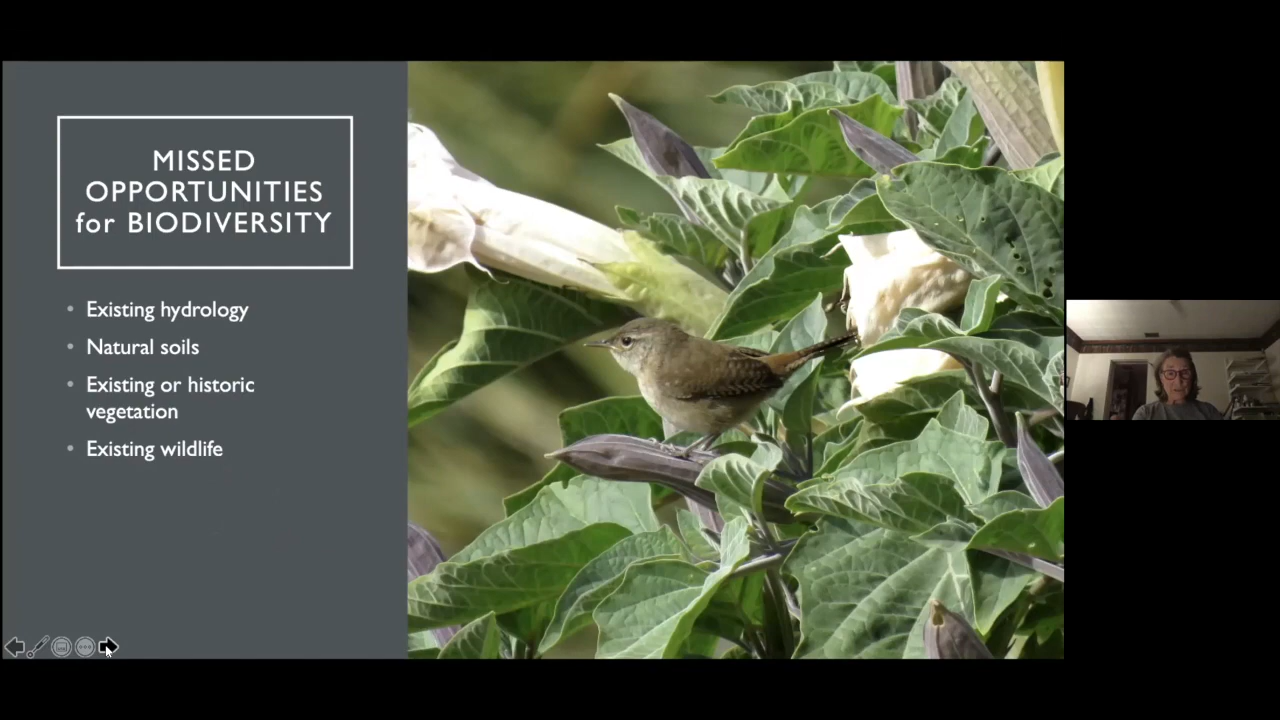 MISSED
OPPORTUNITIES
for BIODIVERSITY
Existing hydrology
Natural soils
Existing or historic
vegetation
Existing wildlife